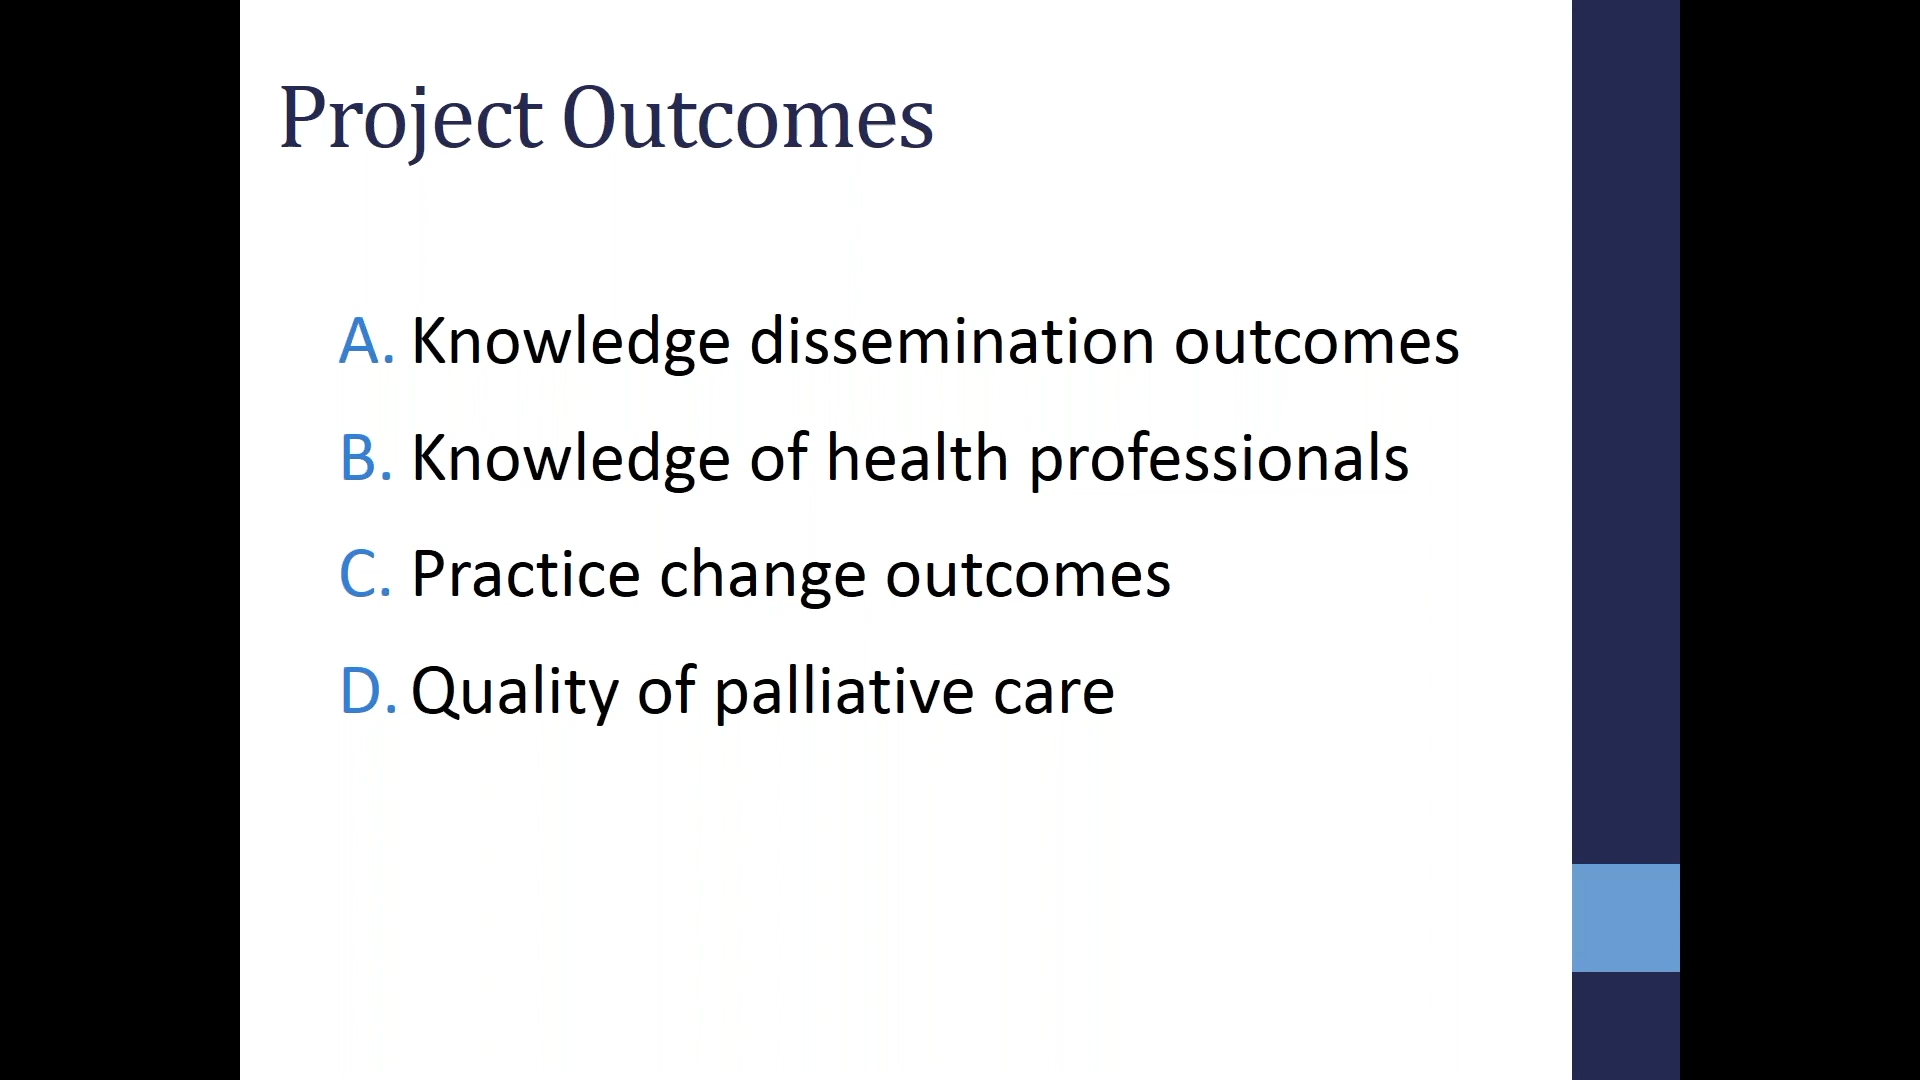 Project Outcomes
A. Knowledge dissemination outcomes
B. Knowledge of health professionals
C. Practice change outcomes
D. Quality of palliative care